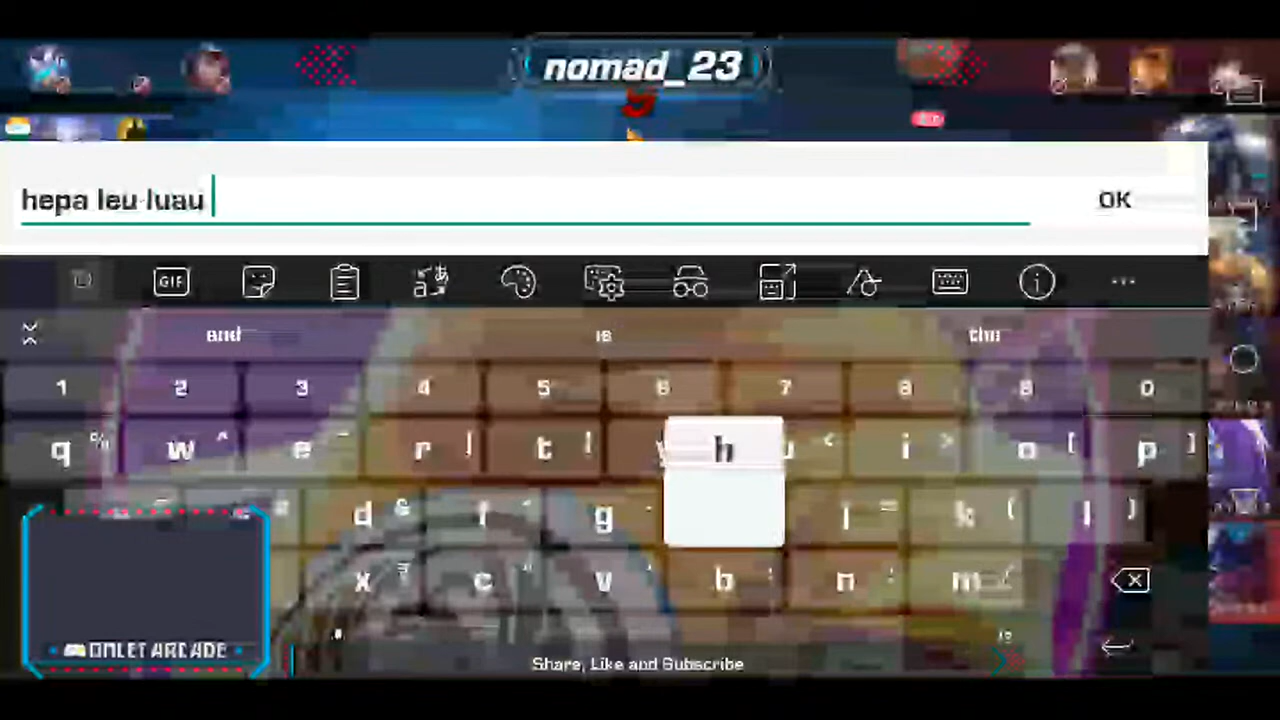 nomad_23
hepa leu luau
OK
GIF
and is the
1 2 3 4 5 6 7 8 0
q w e r t h u i o p
d f g j k l
x c v b n m
OMLET ARCADE
Share, Like and Subscribe